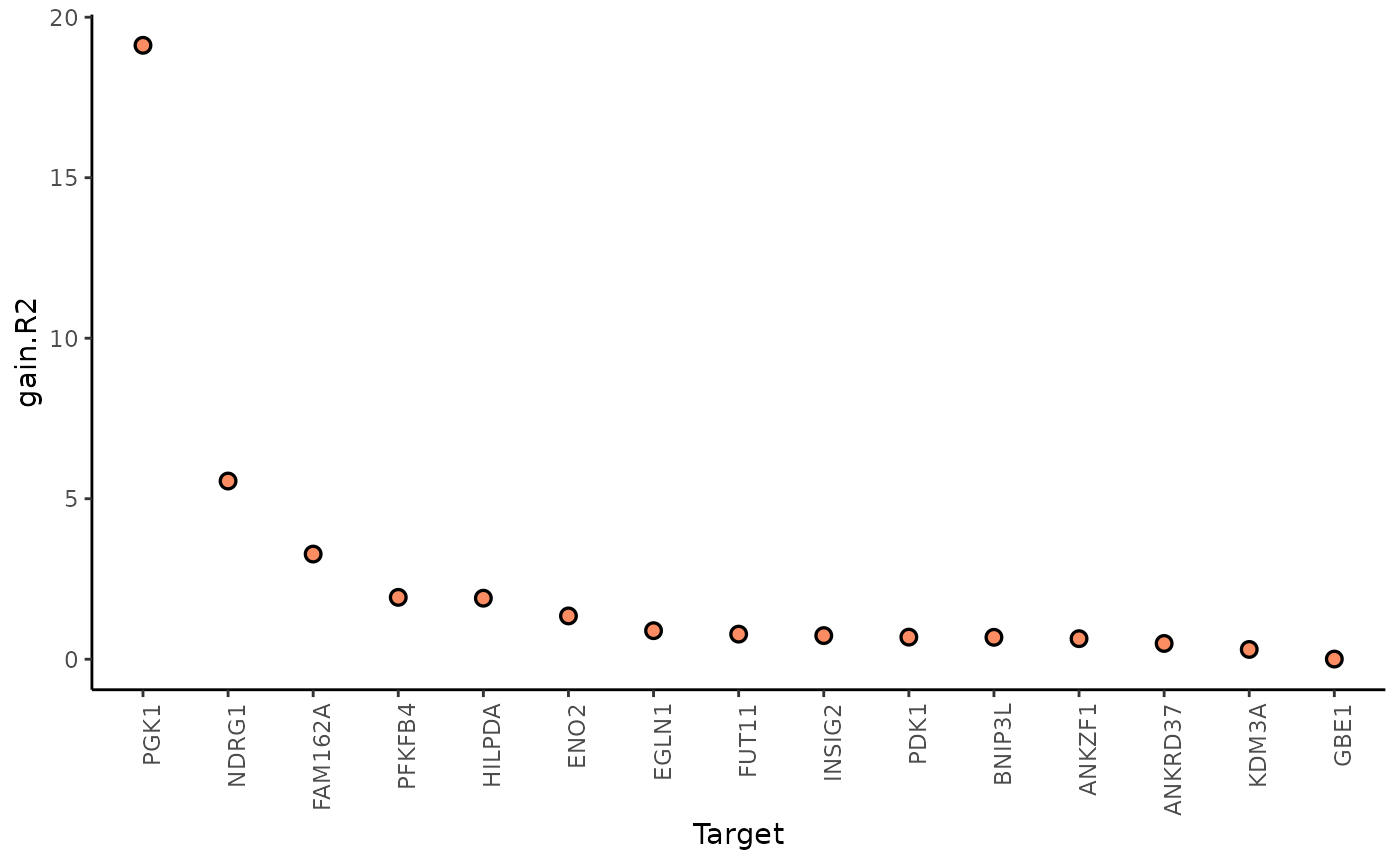 gain.R2
20
15
10
5
0
PGK1
NDRG1
FAM162A
PFKFB4
HILPDA
ENO2
EGLN1
FUT11
INSIG2
PDK1
BNIP3L
ANKZF1
ANKRD37
KDM3A
GBE1
Target